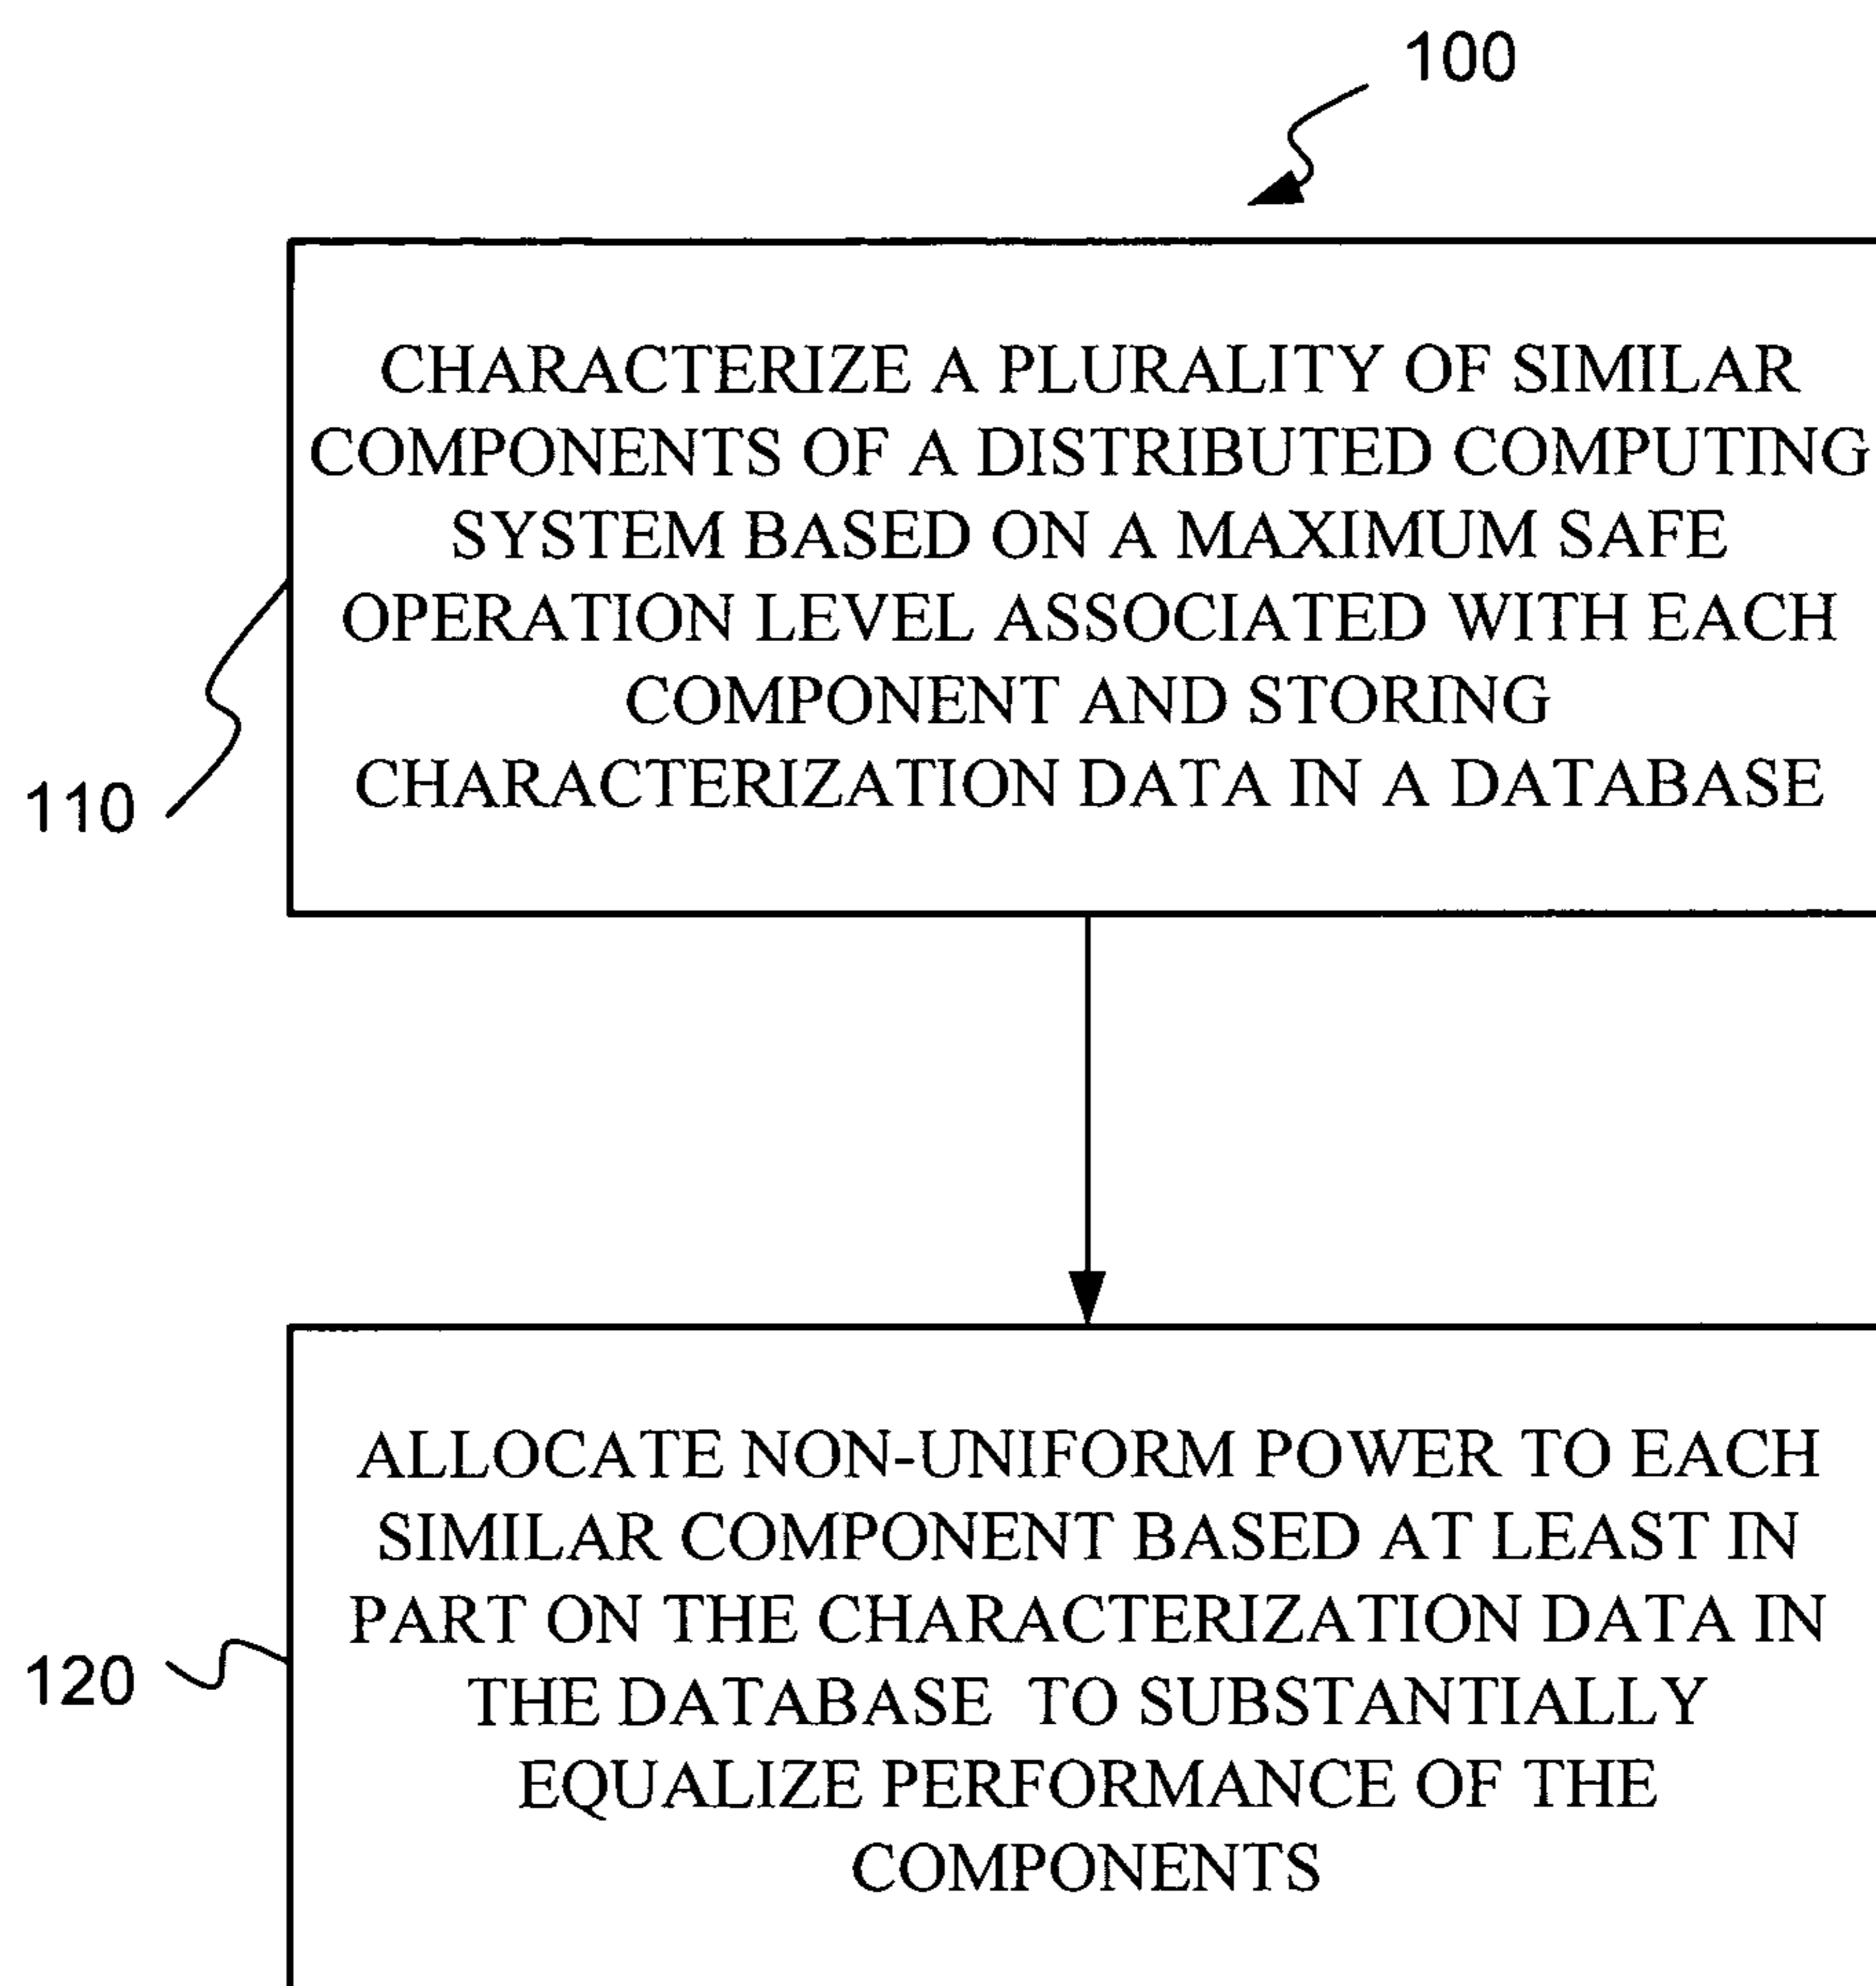 100
CHARACTERIZE A PLURALITY OF SIMILAR
COMPONENTS OF A DISTRIBUTED COMPUTING
SYSTEM BASED ON A MAXIMUM SAFE
OPERATION LEVEL ASSOCIATED WITH EACH
COMPONENT AND STORING
CHARACTERIZATION DATA IN A DATABASE
110
ALLOCATE NON-UNIFORM POWER TO EACH
SIMILAR COMPONENT BASED AT LEAST IN
PART ON THE CHARACTERIZATION DATA IN
THE DATABASE TO SUBSTANTIALLY
EQUALIZE PERFORMANCE OF THE
COMPONENTS
120